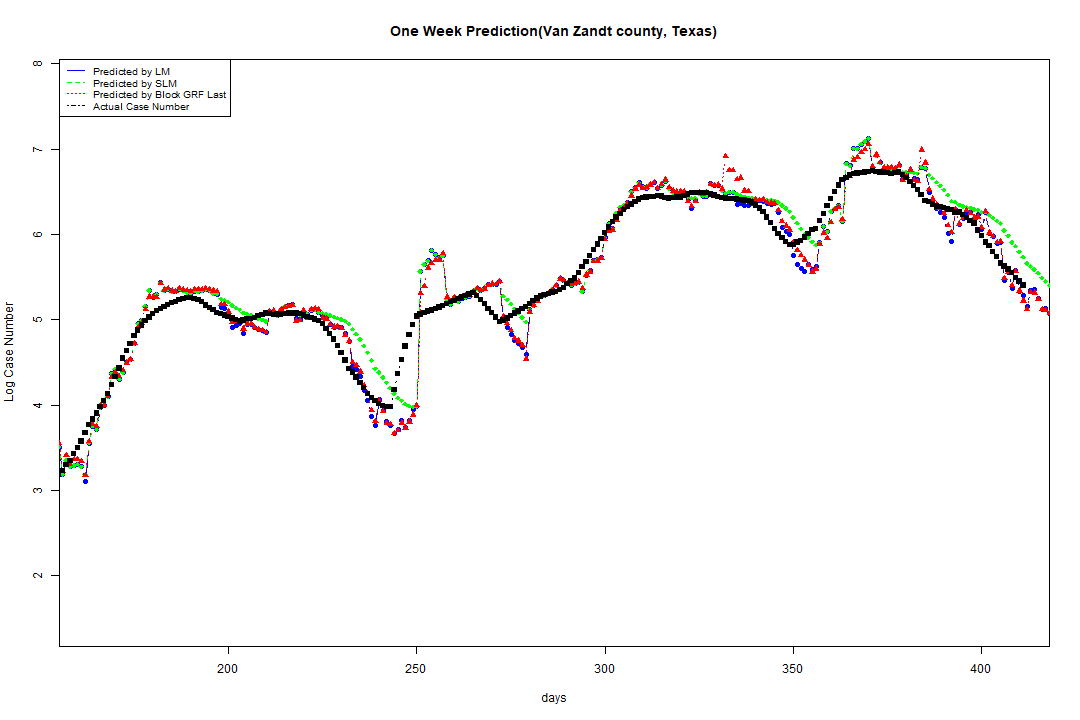 One Week Prediction(Van Zandt county, Texas)
Predicted by LM
Predicted by SLM
Predicted by Block GRF Last
Actual Case Number
8
7
6
5
4
3
2
Log Case Number
200 250 300 350 400
days